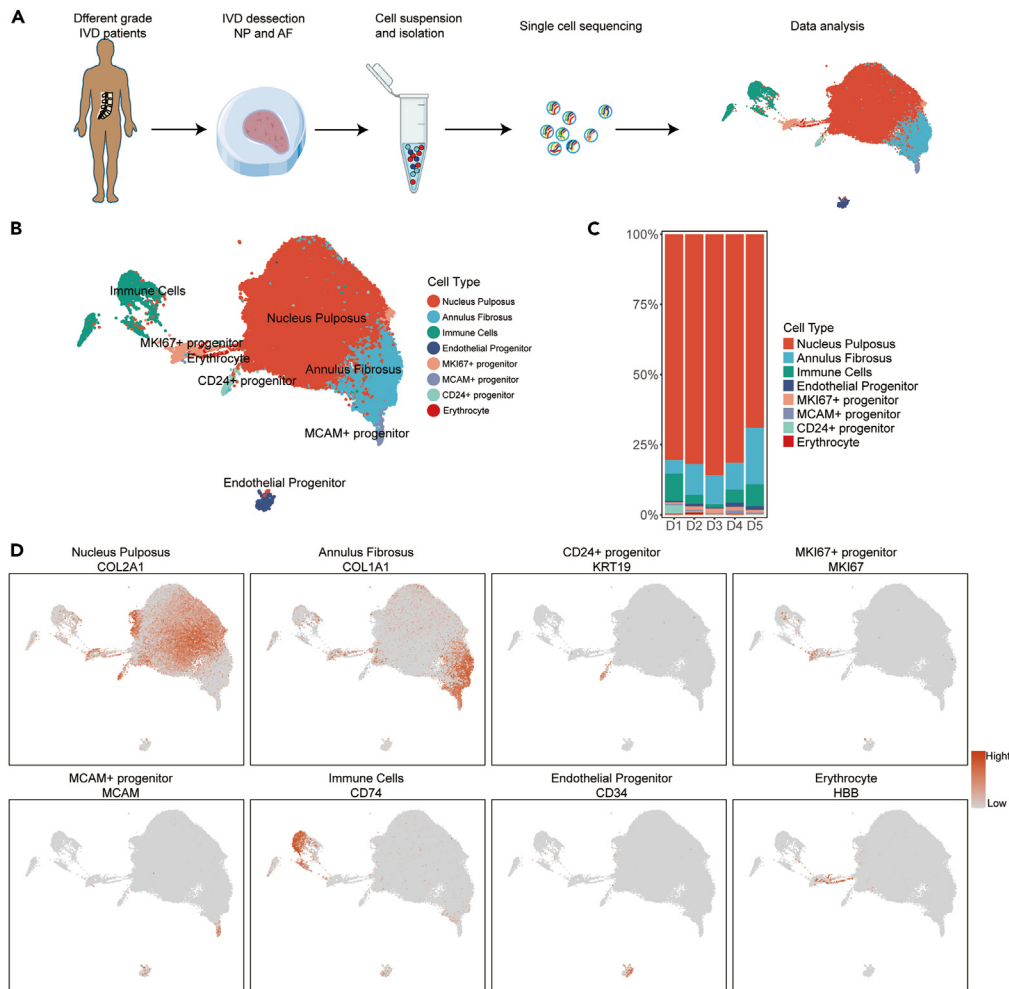 A
Dfferent grade
IVD patients
IVD dessection
NP and AF
Cell suspension
and isolation
Single cell sequencing
Data analysis
B
Immune Cells
MKI67+ progenitor
Erythrocyte
CD24+ progenitor
Nucleus Pulposus
Annulus Fibrosus
MCAM+ progenitor
Endothelial Progenitor
Cell Type
Nucleus Pulposus
Annulus Fibrosus
Immune Cells
Endothelial Progenitor
MKI67+ progenitor
MCAM+ progenitor
CD24+ progenitor
Erythrocyte
C
100%
75%
50%
25%
0%
D1 D2 D3 D4 D5
Cell Type
Nucleus Pulposus
Annulus Fibrosus
Immune Cells
Endothelial Progenitor
MKI67+ progenitor
MCAM+ progenitor
CD24+ progenitor
Erythrocyte
D
Nucleus Pulposus
COL2A1
Annulus Fibrosus
COL1A1
CD24+ progenitor
KRT19
MKI67+ progenitor
MKI67
MCAM+ progenitor
MCAM
Immune Cells
CD74
Endothelial Progenitor
CD34
Erythrocyte
HBB
Hight
Low